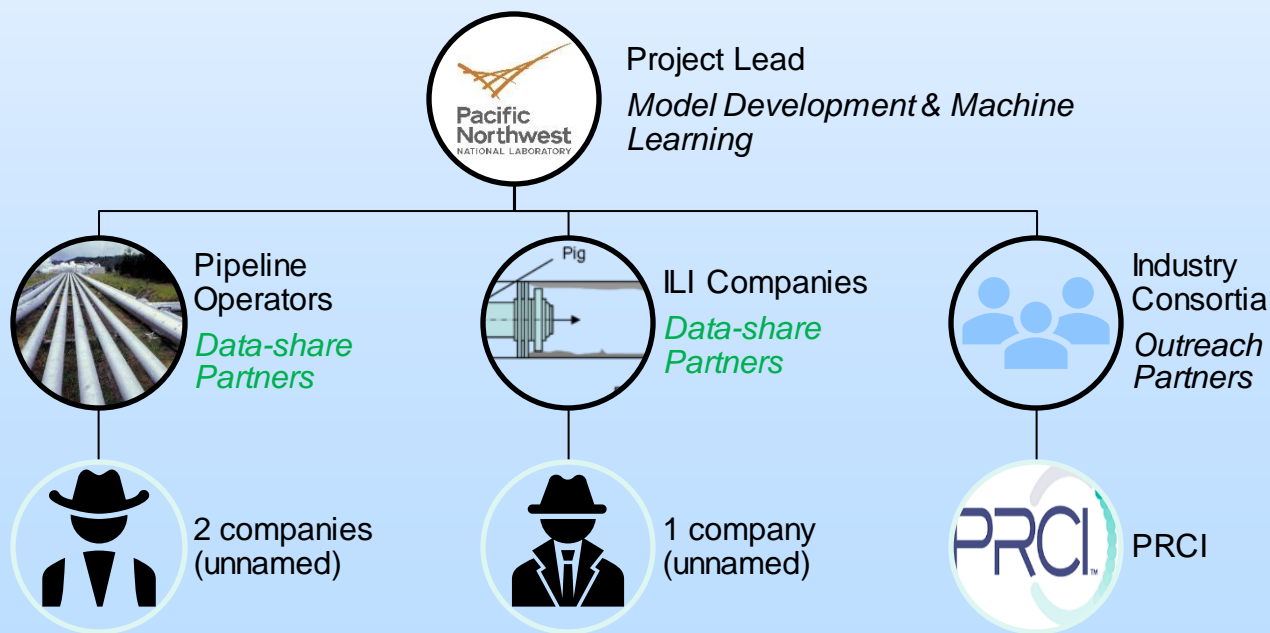 Project Lead
Model Development & Machine
Learning
Pacific
Northwest
NATIONAL LABORATORY
Pipeline
Operators
Data-share
Partners
Pig
ILI Companies
Data-share
Partners
Industry
Consortia
Outreach
Partners
2 companies
(unnamed)
1 company
(unnamed)
PRCI™
PRCI